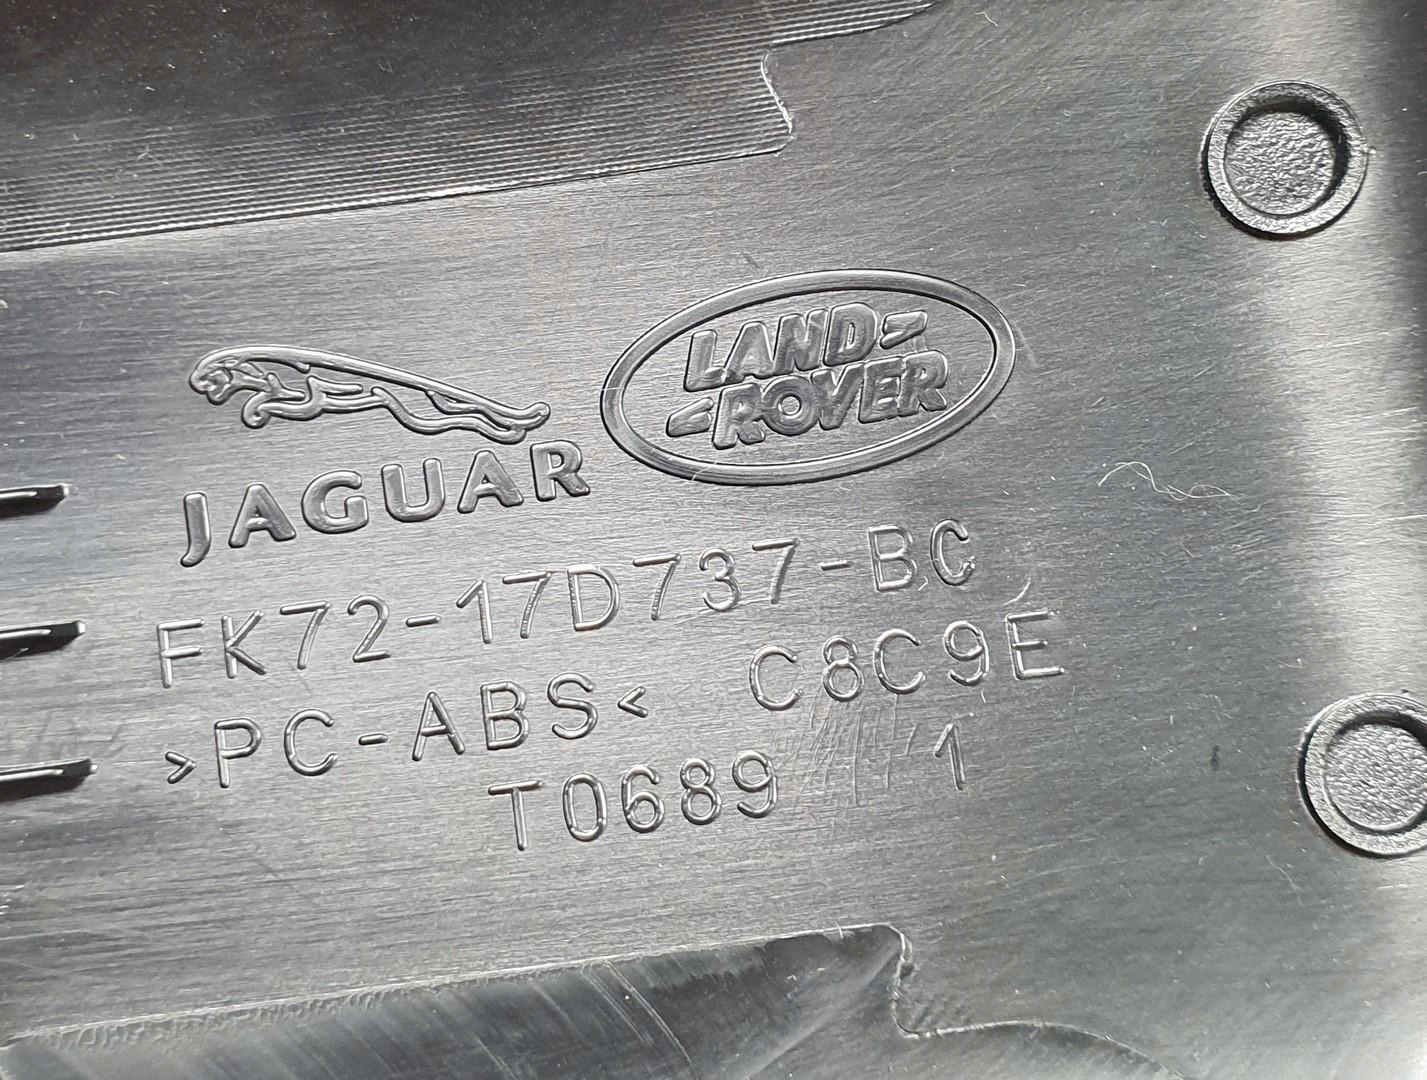 JAGUAR
LAND
ROVER
FK72-17D737-BC
>PC-ABS< C8C9E
T0689 1